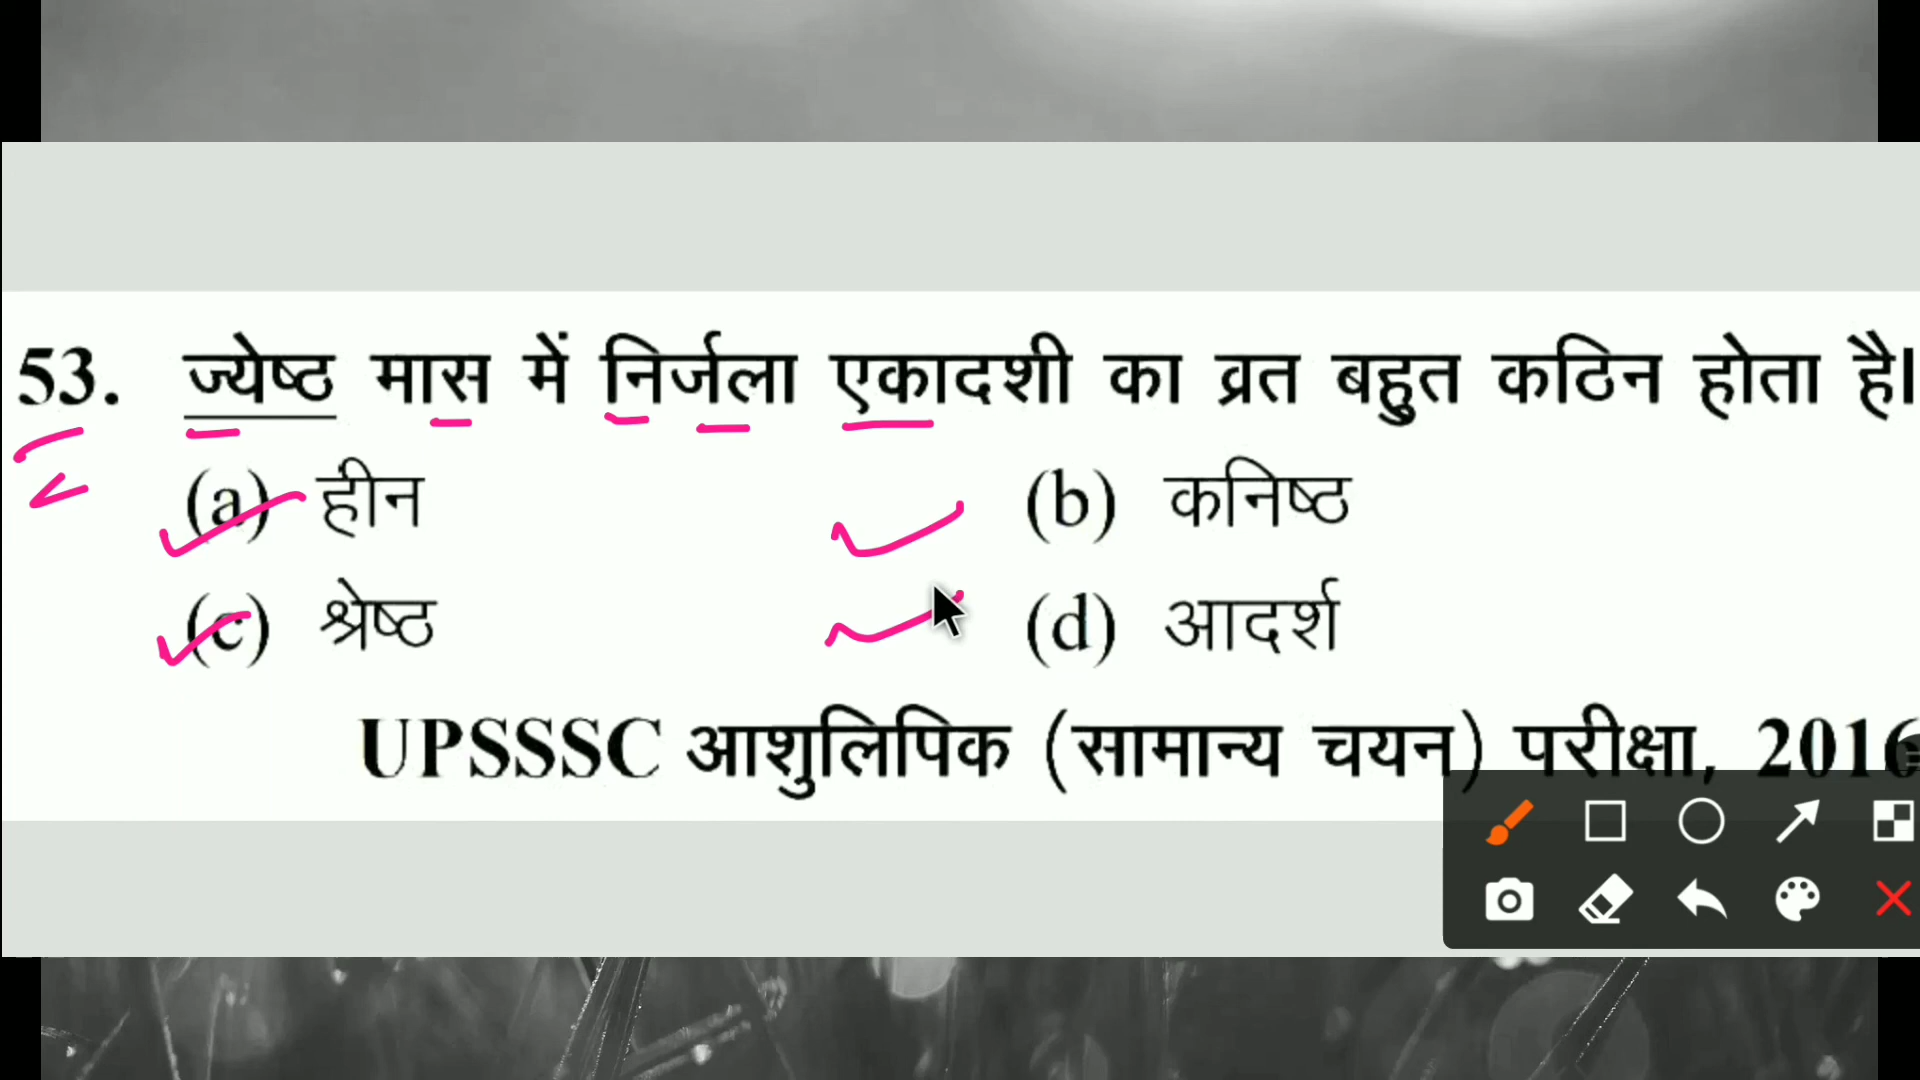 53. ज्येष्ठ मास में निर्जला एकादशी का व्रत बहुत कठिन होता है।
(a) हीन (b) कनिष्ठ
(c) श्रेष्ठ (d) आदर्श
UPSSSC आशुलिपिक (सामान्य चयन) परीक्षा, 2016